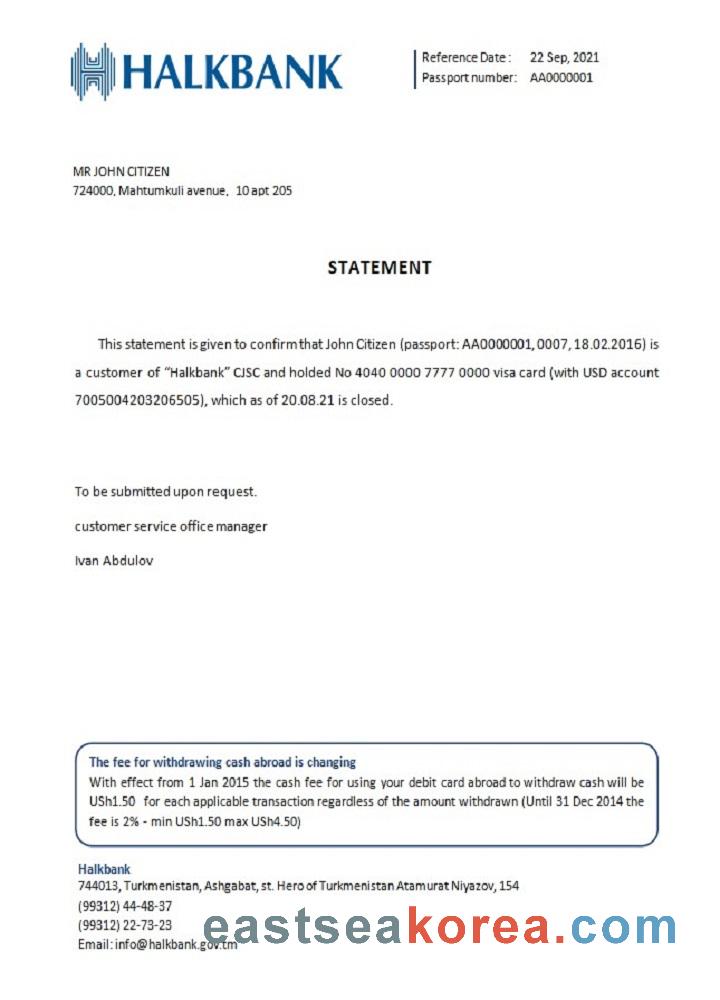 HALKBANK
Reference Date : 22 Sep, 2021
Passport number: AA0000001
MR JOHN CITIZEN
724000, Mahtumkuli avenue, 10 apt 205
STATEMENT
This statement is given to confirm that John Citizen (passport: AA0000001, 0007, 18.02.2016) is
a customer of “Halkbank” CJSC and holded No 4040 0000 7777 0000 visa card (with USD account
7005004203206505), which as of 20.08.21 is closed.
To be submitted upon request.
customer service office manager
Ivan Abdulov
The fee for withdrawing cash abroad is changing
With effect from 1 Jan 2015 the cash fee for using your debit card abroad to withdraw cash will be
USh1.50 for each applicable transaction regardless of the amount withdrawn (Until 31 Dec 2014 the
fee is 2% - min USh1.50 max USh4.50)
Halkbank
744013, Turkmenistan, Ashgabat, st. Hero of Turkmenistan Atamurat Niyazov, 154
(99312) 44-48-37
(99312) 22-73-23
Email: info@halkbank.gov.tm
eastseakorea.com